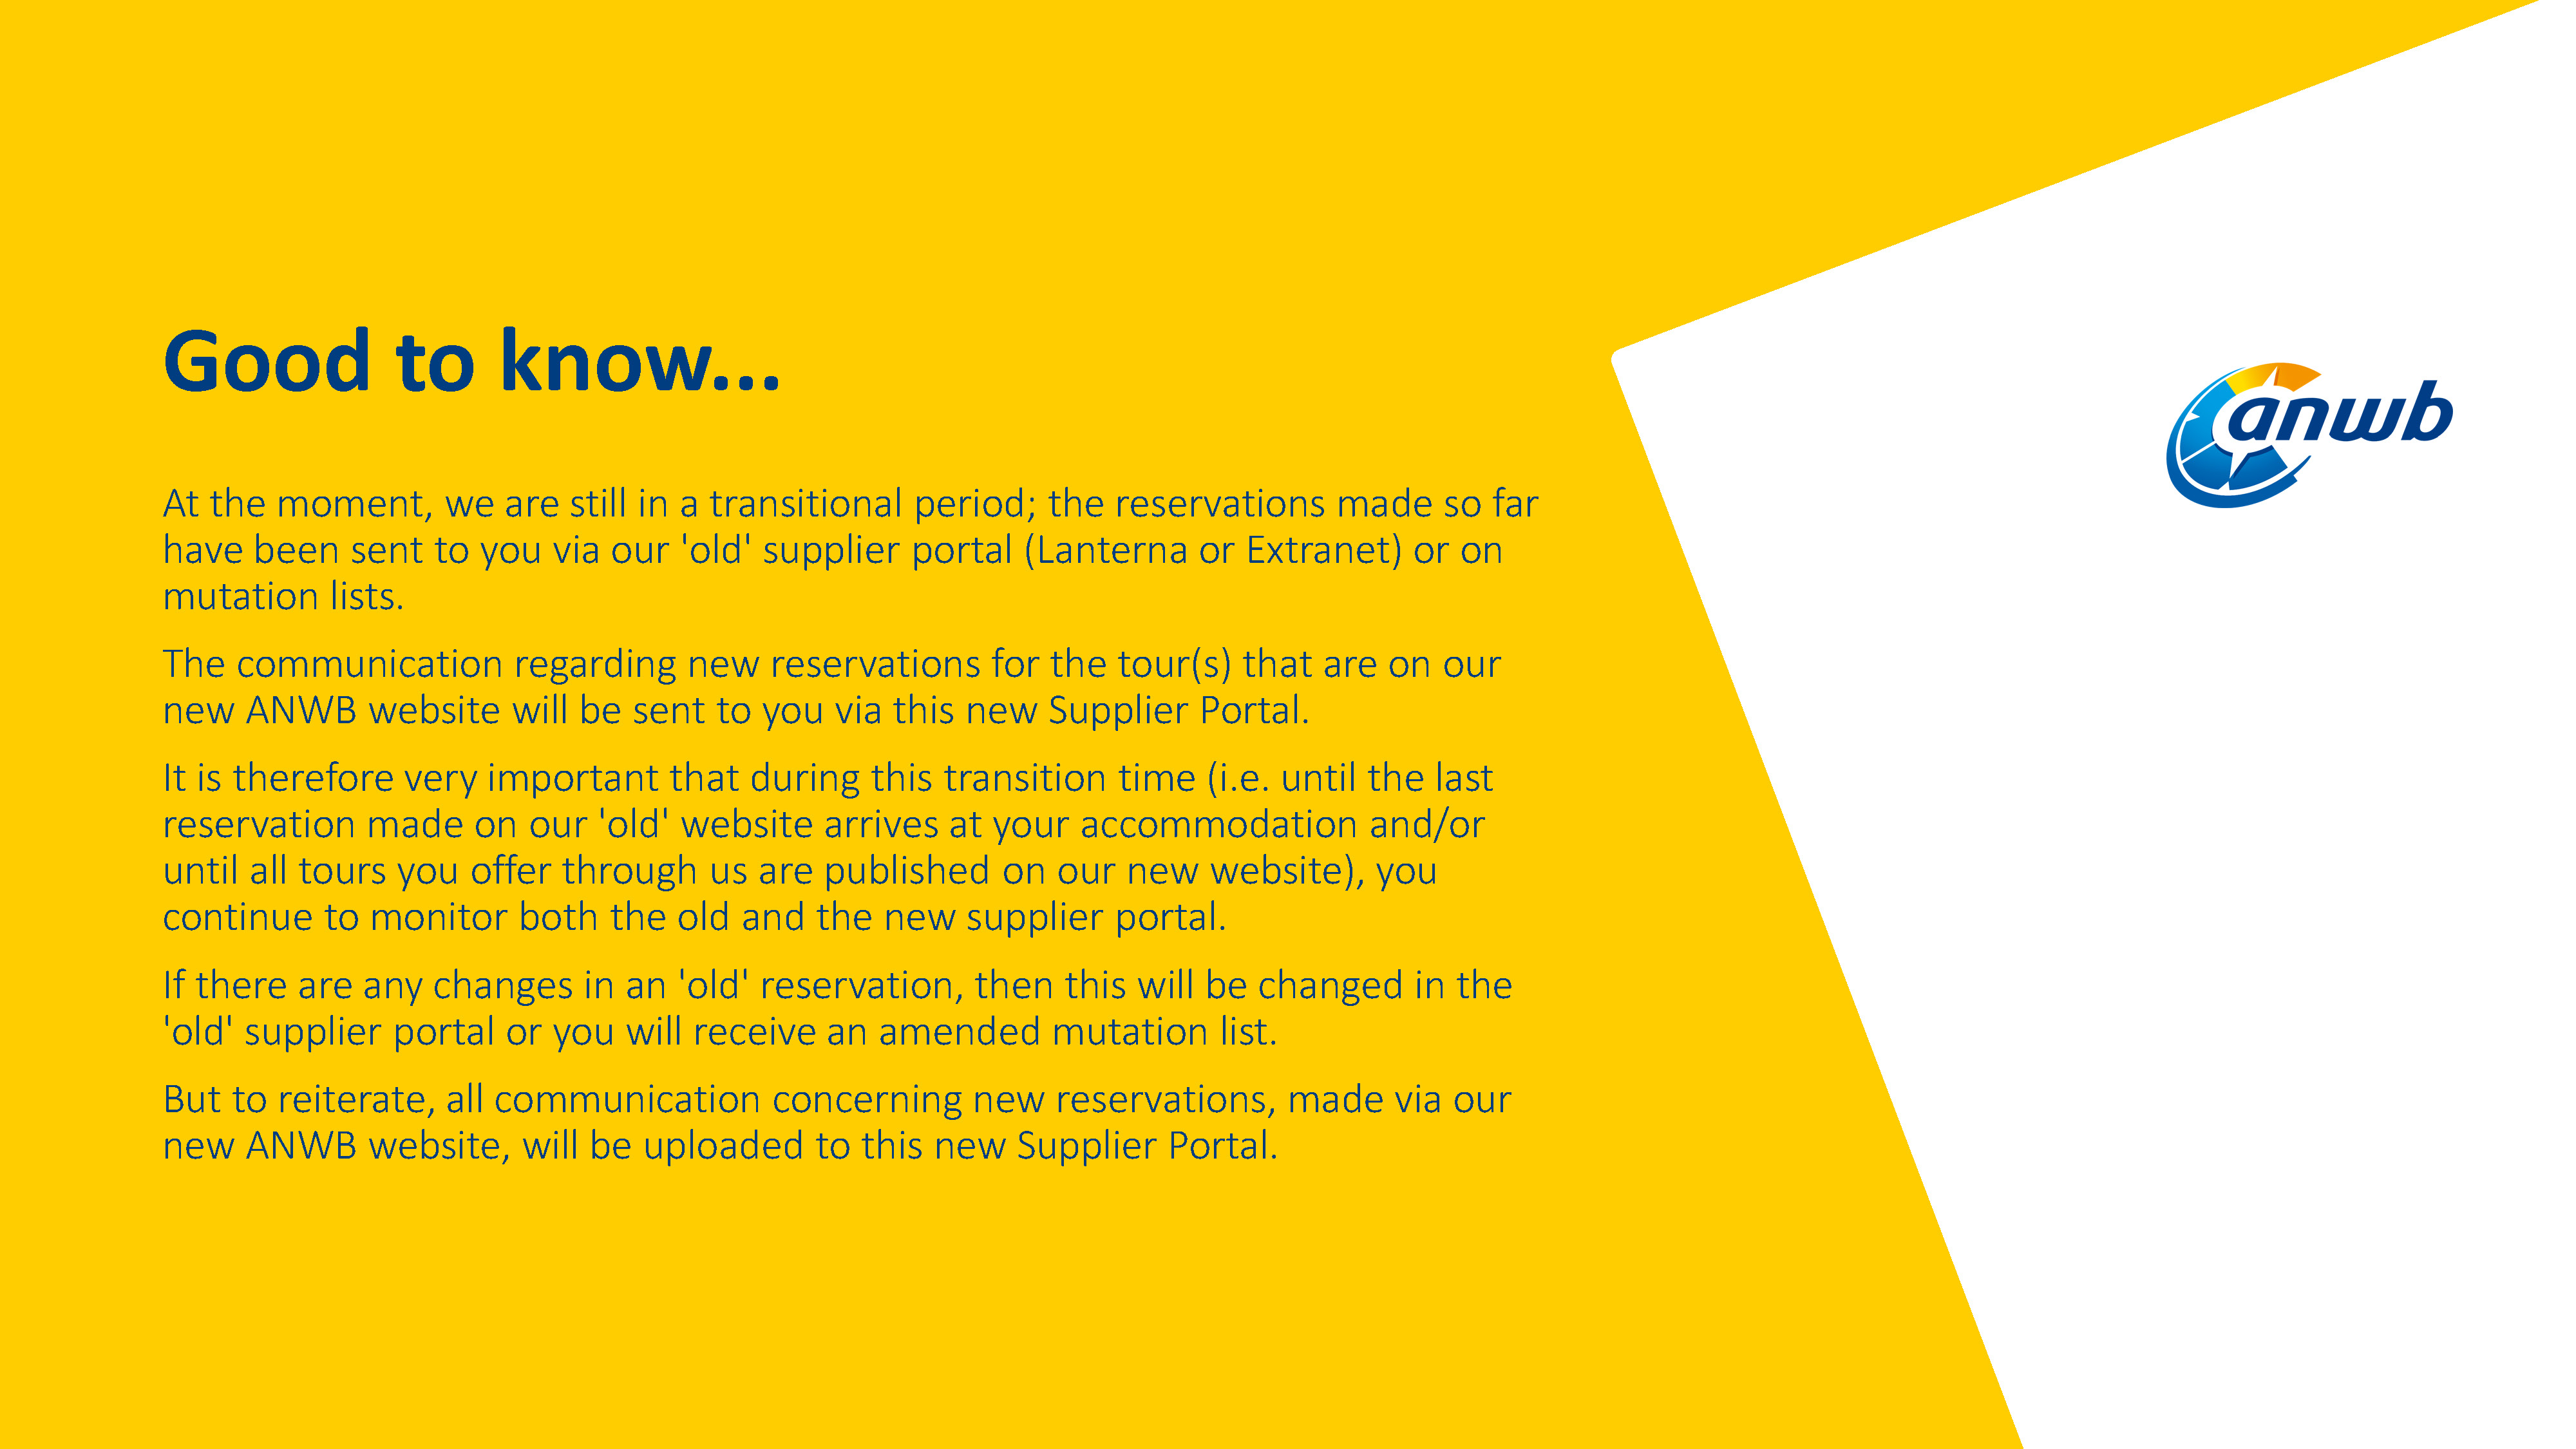 Good to know...
anwb
At the moment, we are still in a transitional period; the reservations made so far
have been sent to you via our 'old' supplier portal (Lanterna or Extranet) or on
mutation lists.
The communication regarding new reservations for the tour(s) that are on our
new ANWB website will be sent to you via this new Supplier Portal.
It is therefore very important that during this transition time (i.e. until the last
reservation made on our 'old' website arrives at your accommodation and/or
until all tours you offer through us are published on our new website), you
continue to monitor both the old and the new supplier portal.
If there are any changes in an 'old' reservation, then this will be changed in the
'old' supplier portal or you will receive an amended mutation list.
But to reiterate, all communication concerning new reservations, made via our
new ANWB website, will be uploaded to this new Supplier Portal.